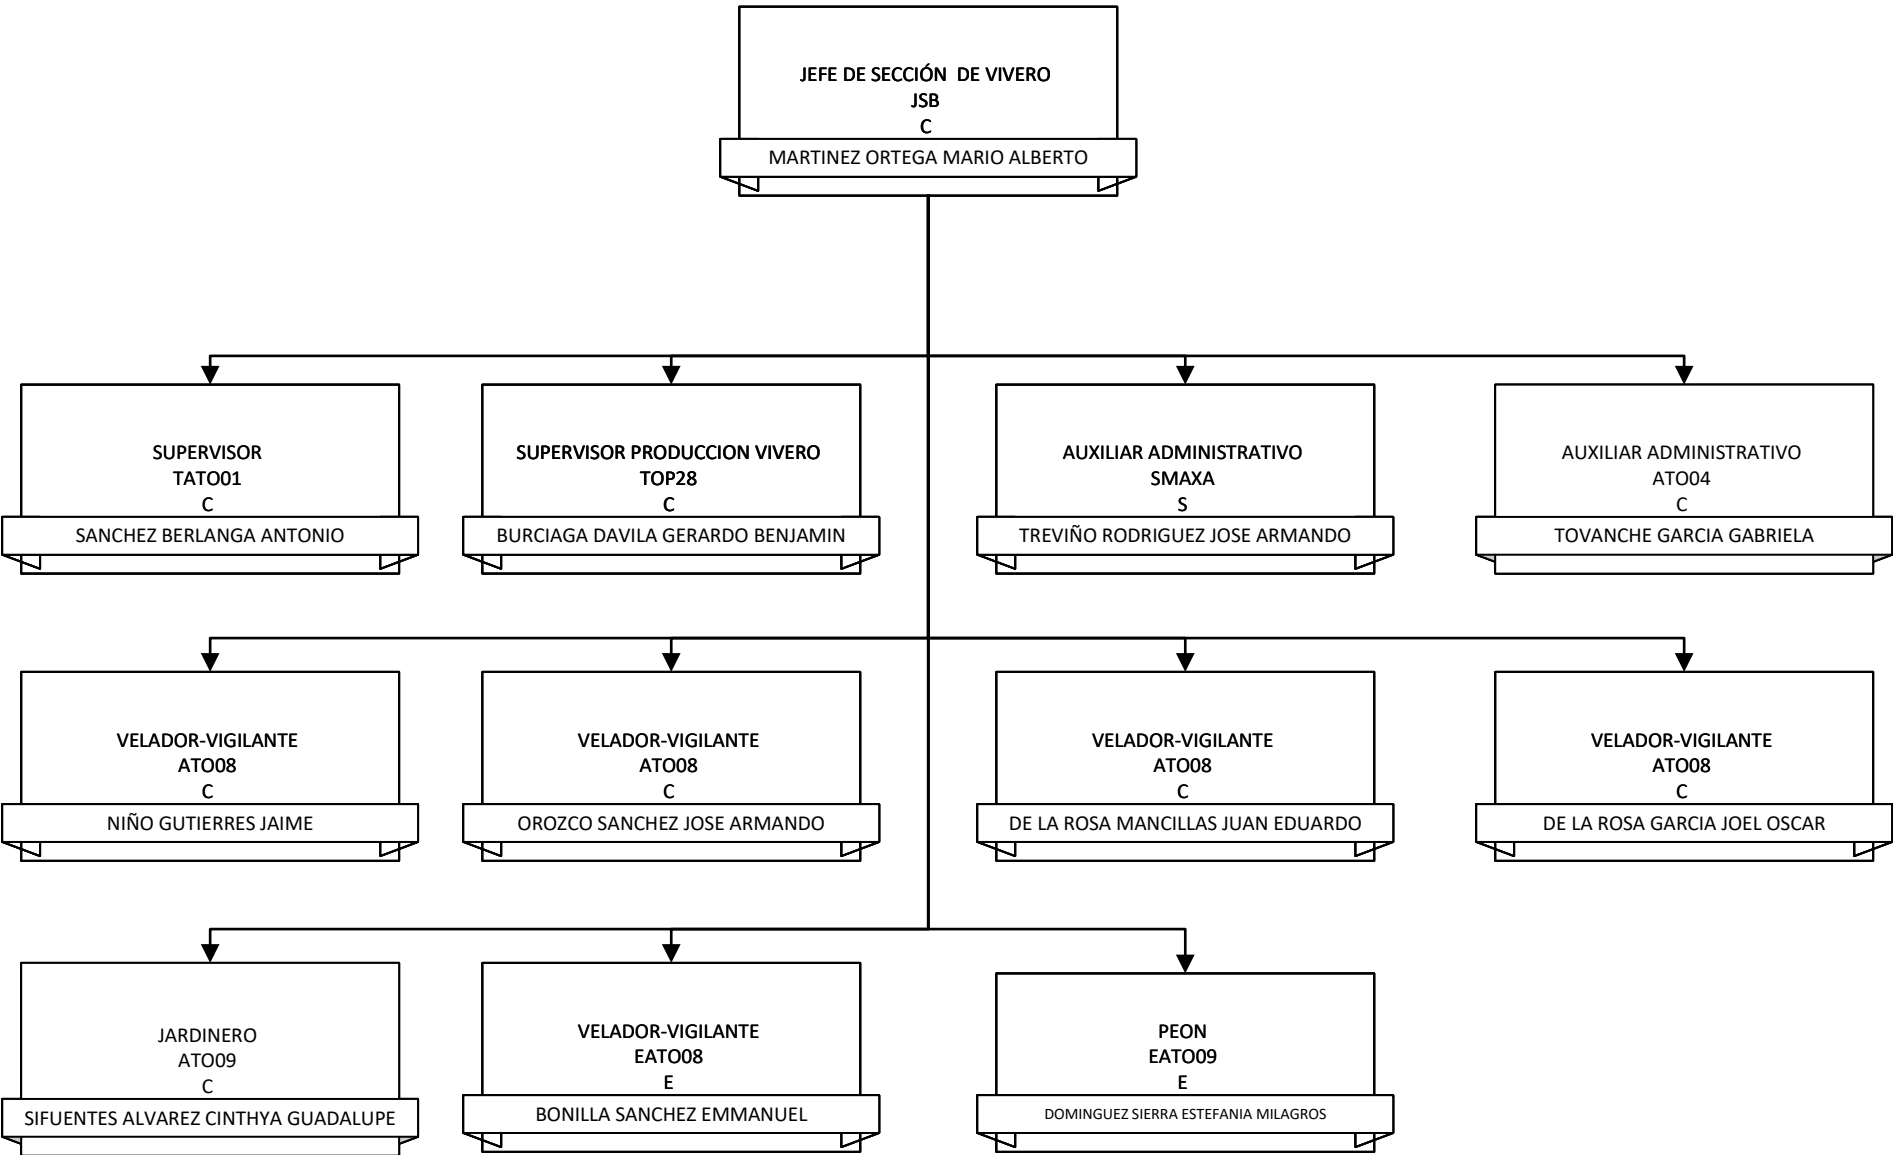 JEFE DE SECCIÓN  DE VIVERO
JSB
C
MARTINEZ ORTEGA MARIO ALBERTO
SUPERVISOR
TATO01
C
SANCHEZ BERLANGA ANTONIO
SUPERVISOR PRODUCCION VIVERO
TOP28
C
BURCIAGA DAVILA GERARDO BENJAMIN
AUXILIAR ADMINISTRATIVO
SMAXA
S
TREVIÑO RODRIGUEZ JOSE ARMANDO
AUXILIAR ADMINISTRATIVO
ATO04
C
TOVANCHE GARCIA GABRIELA
VELADOR-VIGILANTE
ATO08
C
NIÑO GUTIERRES JAIME
VELADOR-VIGILANTE
ATO08
C
OROZCO SANCHEZ JOSE ARMANDO
VELADOR-VIGILANTE
ATO08
C
DE LA ROSA MANCILLAS JUAN EDUARDO
VELADOR-VIGILANTE
ATO08
C
DE LA ROSA GARCIA JOEL OSCAR
JARDINERO
ATO09
C
SIFUENTES ALVAREZ CINTHYA GUADALUPE
VELADOR-VIGILANTE
EATO08
E
BONILLA SANCHEZ EMMANUEL
PEON
EATO09
E
DOMINGUEZ SIERRA ESTEFANIA MILAGROS